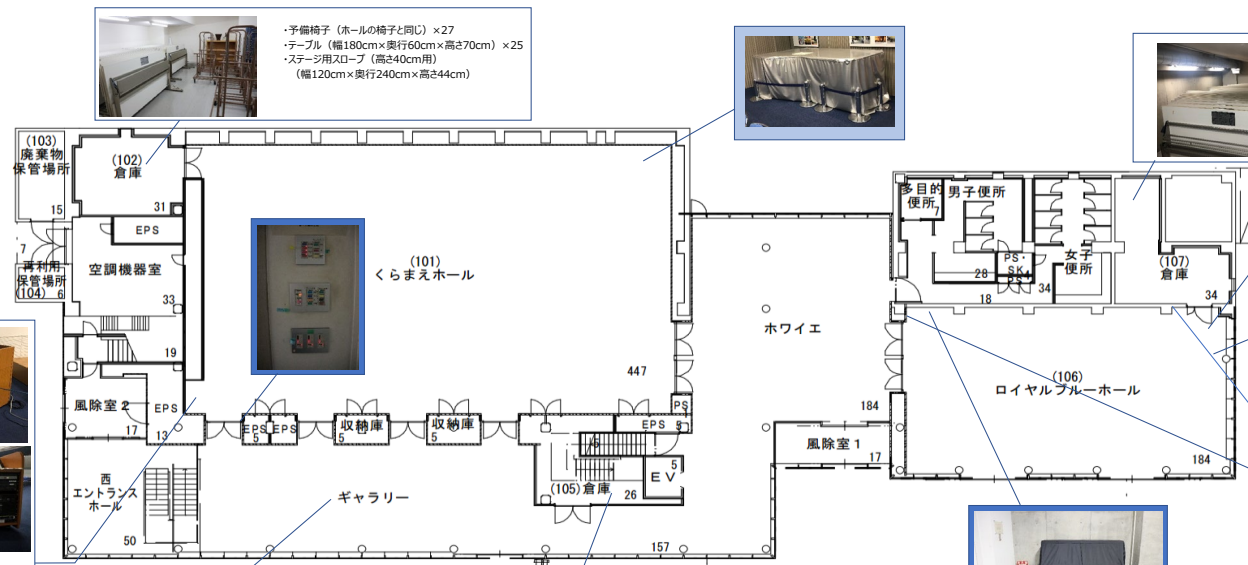 ・予備椅子（ホールの椅子と同じ）×27
・テーブル（幅180cm×奥行60cm×高さ70cm）×25
・ステージ用スロープ（高さ40cm用）
（幅120cm×奥行240cm×高さ44cm）
(103)
廃棄物
保管場所
15
(102)
倉庫
31
EPS
7
再利用
保管場所
(104) 6
空調機器室
33
19
風除室２
17
EPS
13
西
エントランス
ホール
50
(101)
くらまえホール
447
EPS
5
EPS
収納庫
5
収納庫
5
EPS 5
PS
(105)倉庫
26
5
ＥＶ
ギャラリー
157
ホワイエ
184
風除室１
17
多目的
便所
7
男子便所
28
18
PS・
SK
4
PS
女子
便所
34
(107)
倉庫
34
(106)
ロイヤルブルーホール
184